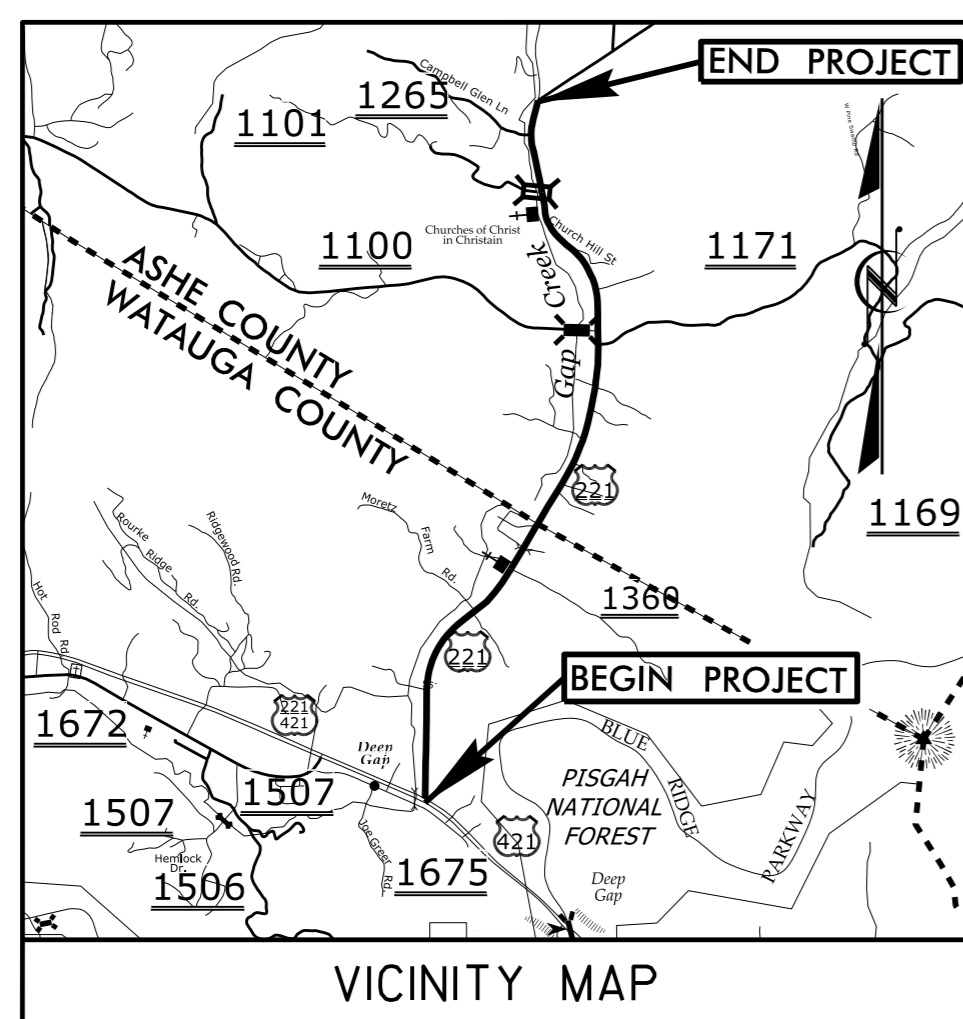 END PROJECT
Campbell Glen Ln
1265
1101
W Pine Swamp Rd
Churches of Christ
in Christain
Church Hill St
1100
1171
Creek
Gap
ASHE COUNTY
WATAUGA COUNTY
221
1169
Moretz
Farm
Rd.
Rourke
Ridge
Rd.
Ridgewood Rd.
Hot
Rod Rd.
1360
221
BEGIN PROJECT
221
421
1672
Deep
Gap
BLUE
RIDGE
PARKWAY
PISGAH
NATIONAL
FOREST
1507
1507
421
Hemlock
Dr.
1506
Joe Greer
Rd.
1675
Deep
Gap
N
VICINITY MAP